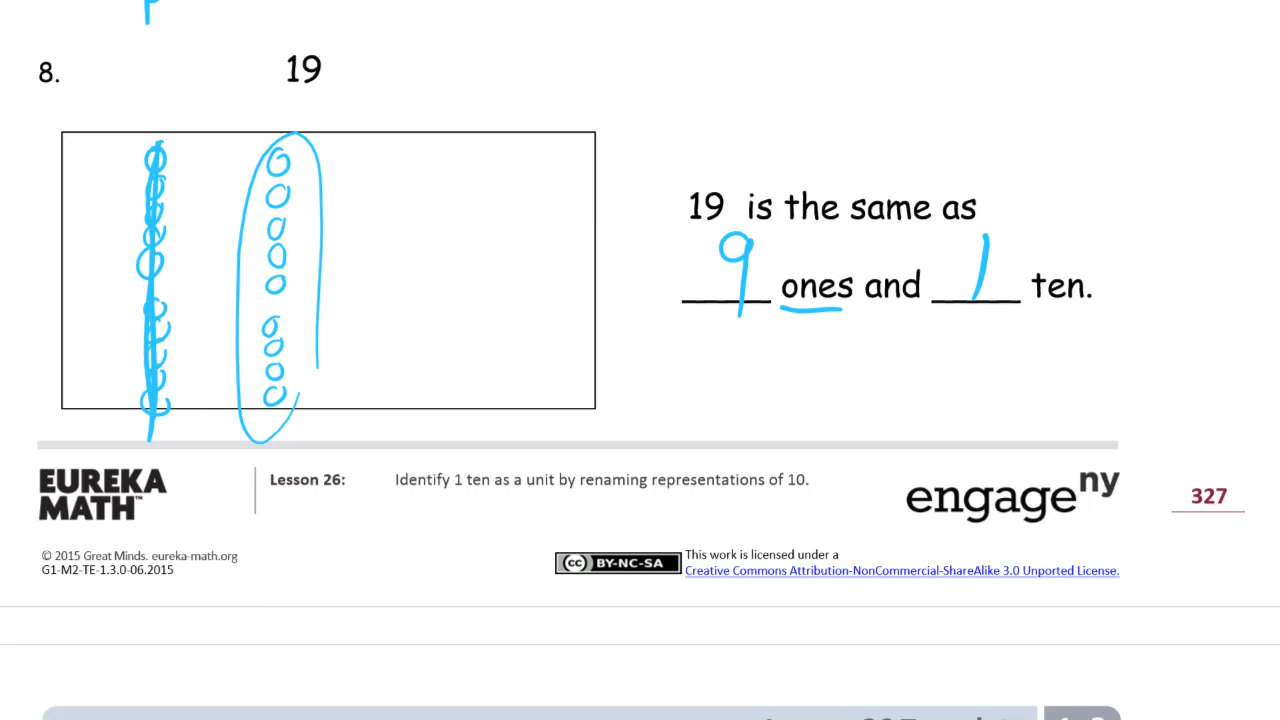 8. 19
19 is the same as
9 ones and 1 ten.
EUREKA
MATH™
Lesson 26: Identify 1 ten as a unit by renaming representations of 10.
engage ny
327
© 2015 Great Minds. eureka-math.org
G1-M2-TE-1.3.0-06.2015
cc BY-NC-SA
This work is licensed under a
Creative Commons Attribution-NonCommercial-ShareAlike 3.0 Unported License.